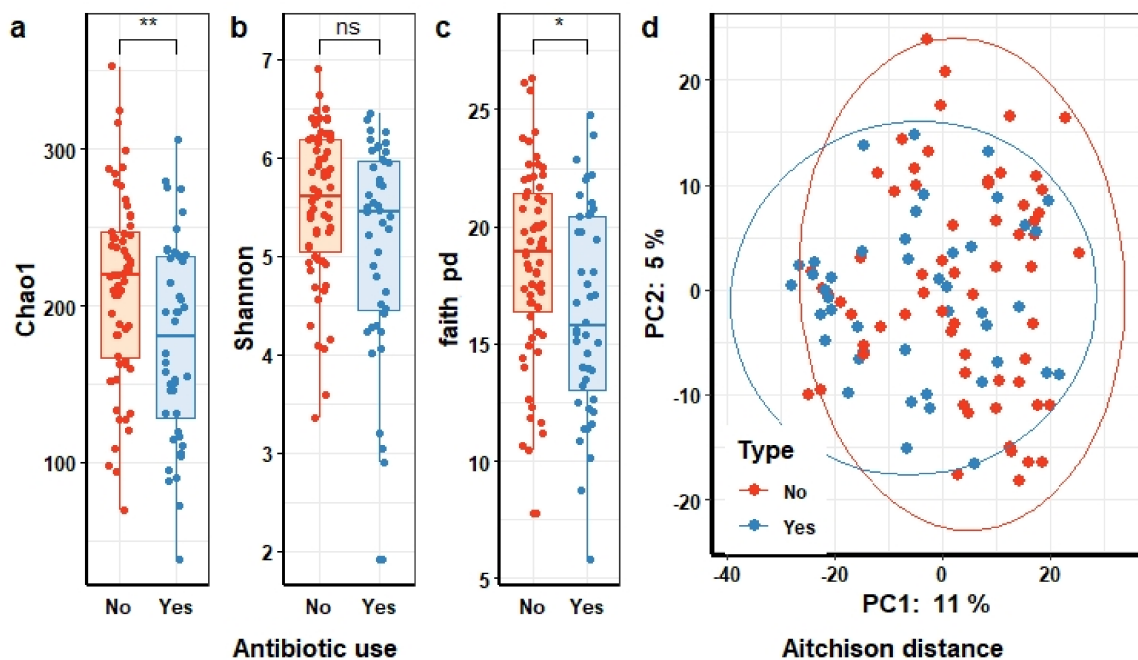 a
**
Chao1
300
200
100
No Yes
b
ns
Shannon
7
6
5
4
3
2
No Yes
c
*
faith pd
25
20
15
10
5
No Yes
Antibiotic use
d
PC2: 5 %
20
10
0
-10
-20
Type
No
Yes
-40 -20 0 20
PC1: 11 %
Aitchison distance